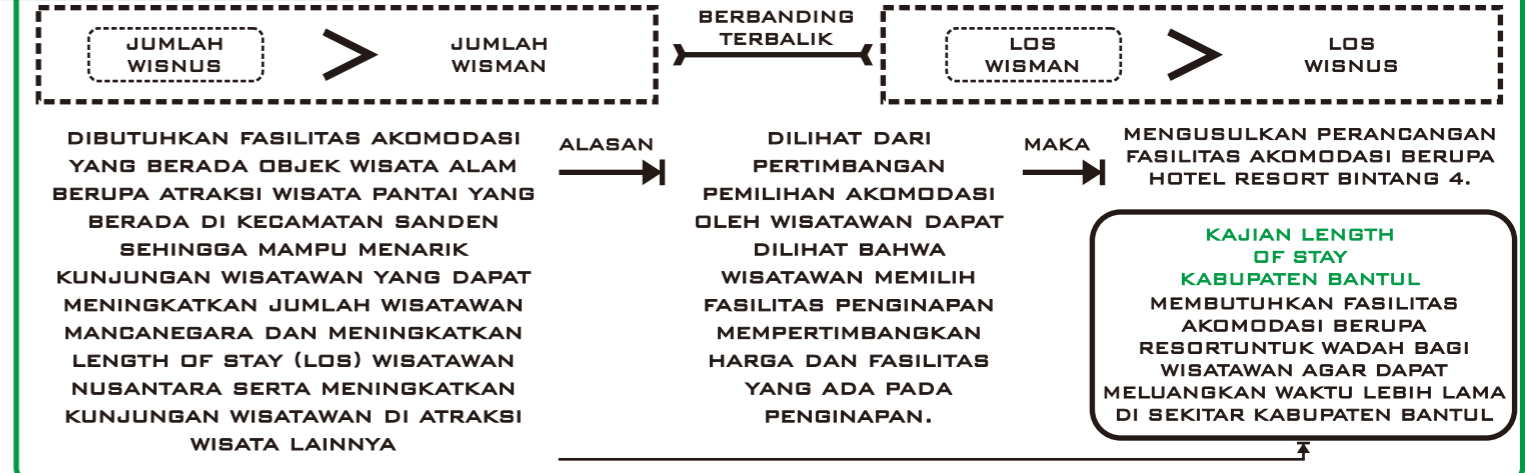 JUMLAH
WISNUS
>
JUMLAH
WISMAN
BERBANDING
TERBALIK
LOS
WISMAN
>
LOS
WISNUS
DIBUTUHKAN FASILITAS AKOMODASI
YANG BERADA OBJEK WISATA ALAM
BERUPA ATRAKSI WISATA PANTAI YANG
BERADA DI KECAMATAN SANDEN
SEHINGGA MAMPU MENARIK
KUNJUNGAN WISATAWAN YANG DAPAT
MENINGKATKAN JUMLAH WISATAWAN
MANCANEGARA DAN MENINGKATKAN
LENGTH OF STAY (LOS) WISATAWAN
NUSANTARA SERTA MENINGKATKAN
KUNJUNGAN WISATAWAN DI ATRAKSI
WISATA LAINNYA
ALASAN
DILIHAT DARI
PERTIMBANGAN
PEMILIHAN AKOMODASI
OLEH WISATAWAN DAPAT
DILIHAT BAHWA
WISATAWAN MEMILIH
FASILITAS PENGINAPAN
MEMPERTIMBANGKAN
HARGA DAN FASILITAS
YANG ADA PADA
PENGINAPAN.
MAKA
MENGUSULKAN PERANCANGAN
FASILITAS AKOMODASI BERUPA
HOTEL RESORT BINTANG 4.
KAJIAN LENGTH
OF STAY
KABUPATEN BANTUL
MEMBUTUHKAN FASILITAS
AKOMODASI BERUPA
RESORTUNTUK WADAH BAGI
WISATAWAN AGAR DAPAT
MELUANGKAN WAKTU LEBIH LAMA
DI SEKITAR KABUPATEN BANTUL